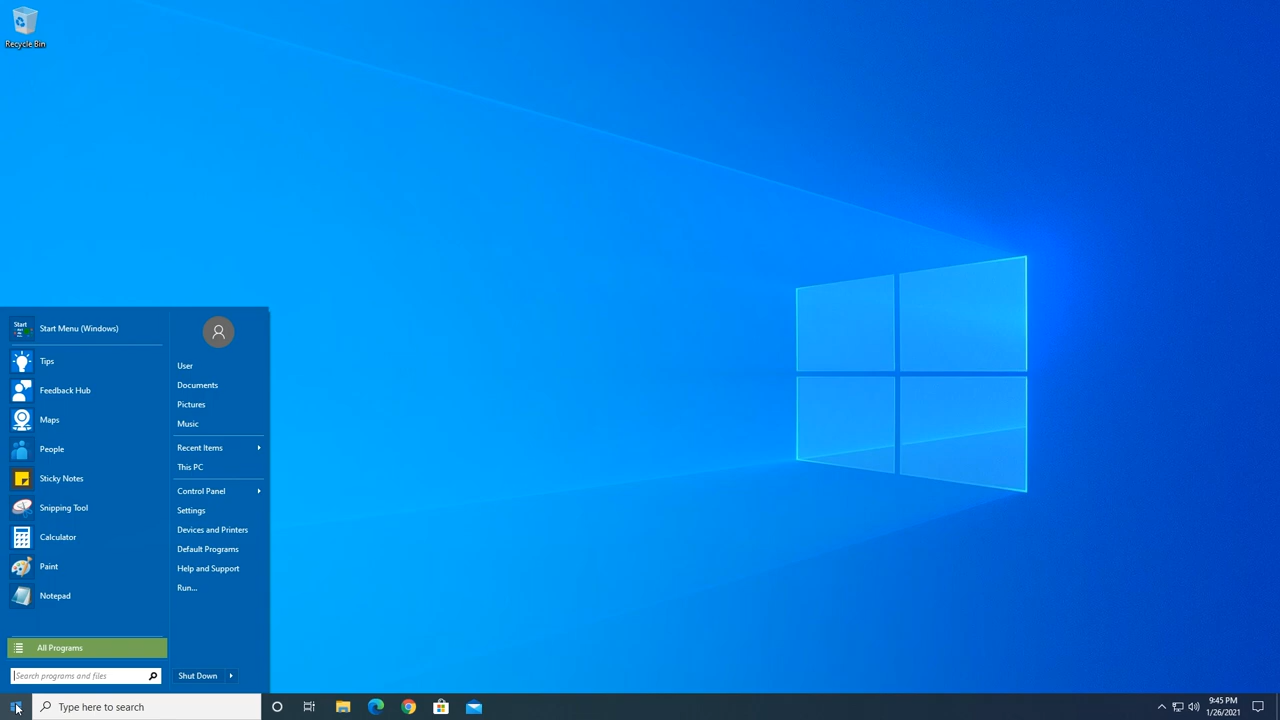 Recycle Bin
Start
Start Menu (Windows)
Tips
Feedback Hub
Maps
People
Sticky Notes
Snipping Tool
Calculator
Paint
Notepad
All Programs
Search programs and files
User
Documents
Pictures
Music
Recent Items
This PC
Control Panel
Settings
Devices and Printers
Default Programs
Help and Support
Run...
Shut Down
Type here to search
9:45 PM
1/26/2021